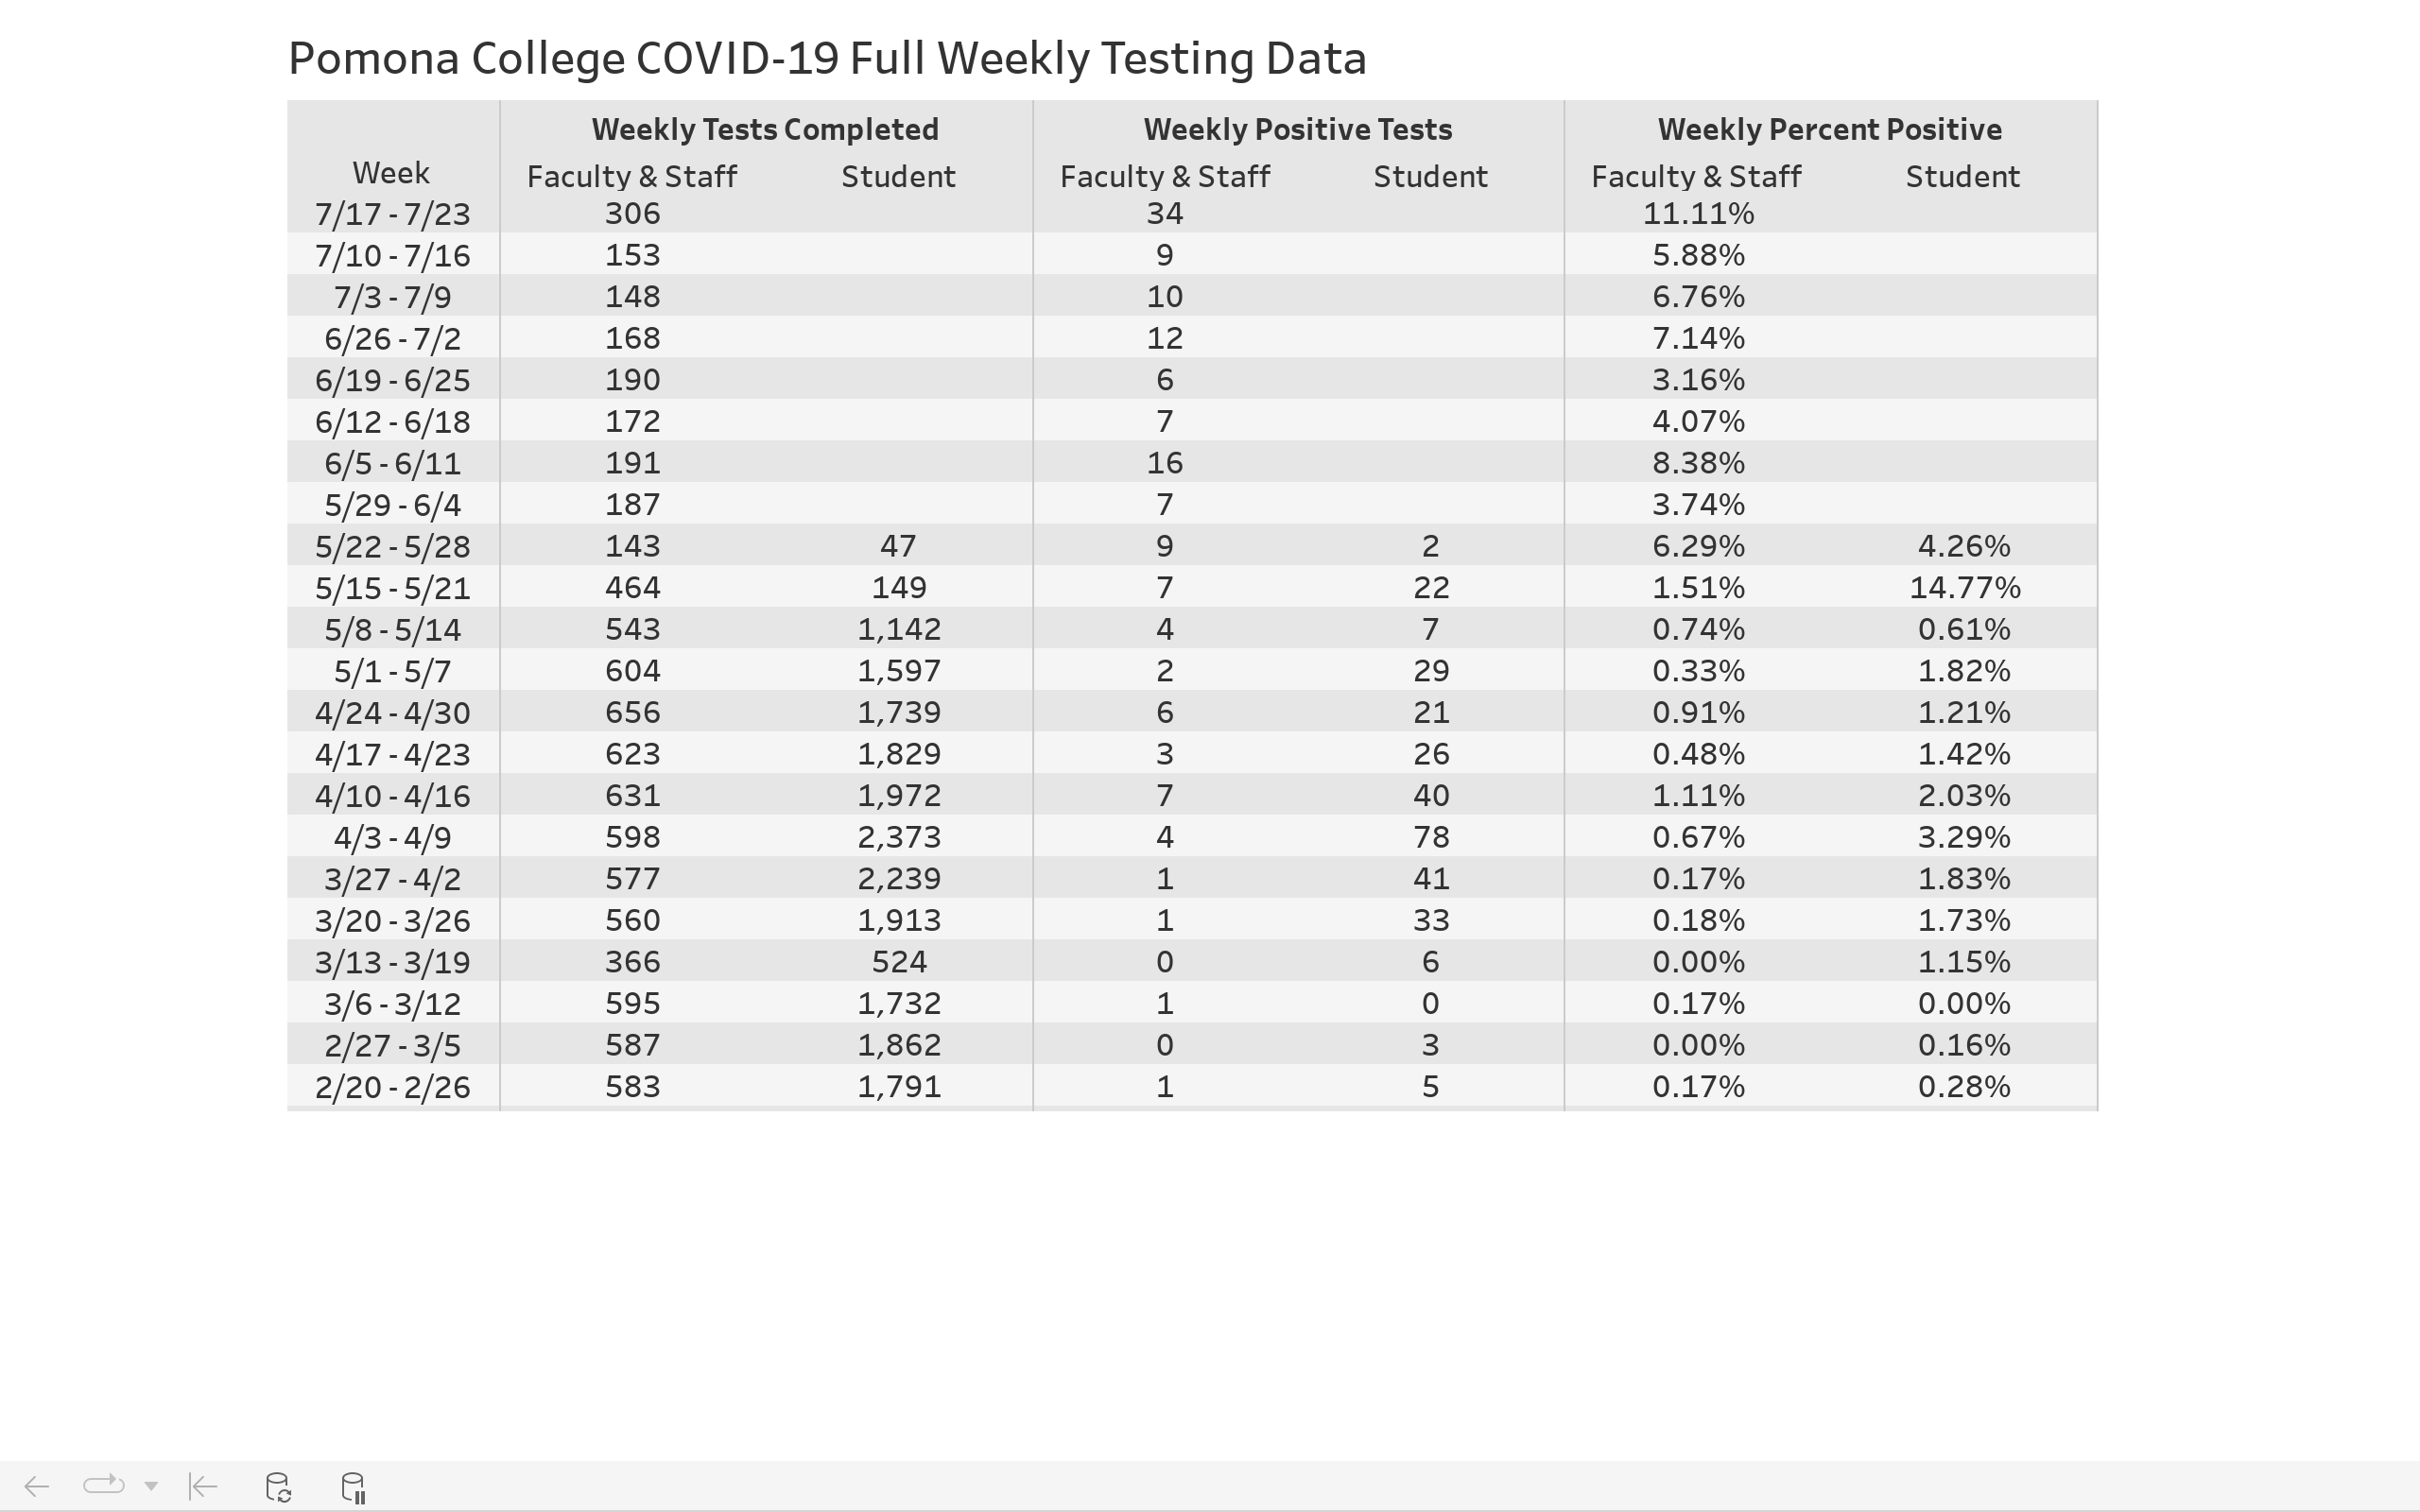 Pomona College COVID-19 Full Weekly Testing Data
Weekly Tests Completed Weekly Positive Tests Weekly Percent Positive
Week Faculty & Staff Student Faculty & Staff Student Faculty & Staff Student
7/17 - 7/23 306 34 11.11%
7/10 - 7/16 153 9 5.88%
7/3 - 7/9 148 10 6.76%
6/26 - 7/2 168 12 7.14%
6/19 - 6/25 190 6 3.16%
6/12 - 6/18 172 7 4.07%
6/5 - 6/11 191 16 8.38%
5/29 - 6/4 187 7 3.74%
5/22 - 5/28 143 47 9 2 6.29% 4.26%
5/15 - 5/21 464 149 7 22 1.51% 14.77%
5/8 - 5/14 543 1,142 4 7 0.74% 0.61%
5/1 - 5/7 604 1,597 2 29 0.33% 1.82%
4/24 - 4/30 656 1,739 6 21 0.91% 1.21%
4/17 - 4/23 623 1,829 3 26 0.48% 1.42%
4/10 - 4/16 631 1,972 7 40 1.11% 2.03%
4/3 - 4/9 598 2,373 4 78 0.67% 3.29%
3/27 - 4/2 577 2,239 1 41 0.17% 1.83%
3/20 - 3/26 560 1,913 1 33 0.18% 1.73%
3/13 - 3/19 366 524 0 6 0.00% 1.15%
3/6 - 3/12 595 1,732 1 0 0.17% 0.00%
2/27 - 3/5 587 1,862 0 3 0.00% 0.16%
2/20 - 2/26 583 1,791 1 5 0.17% 0.28%